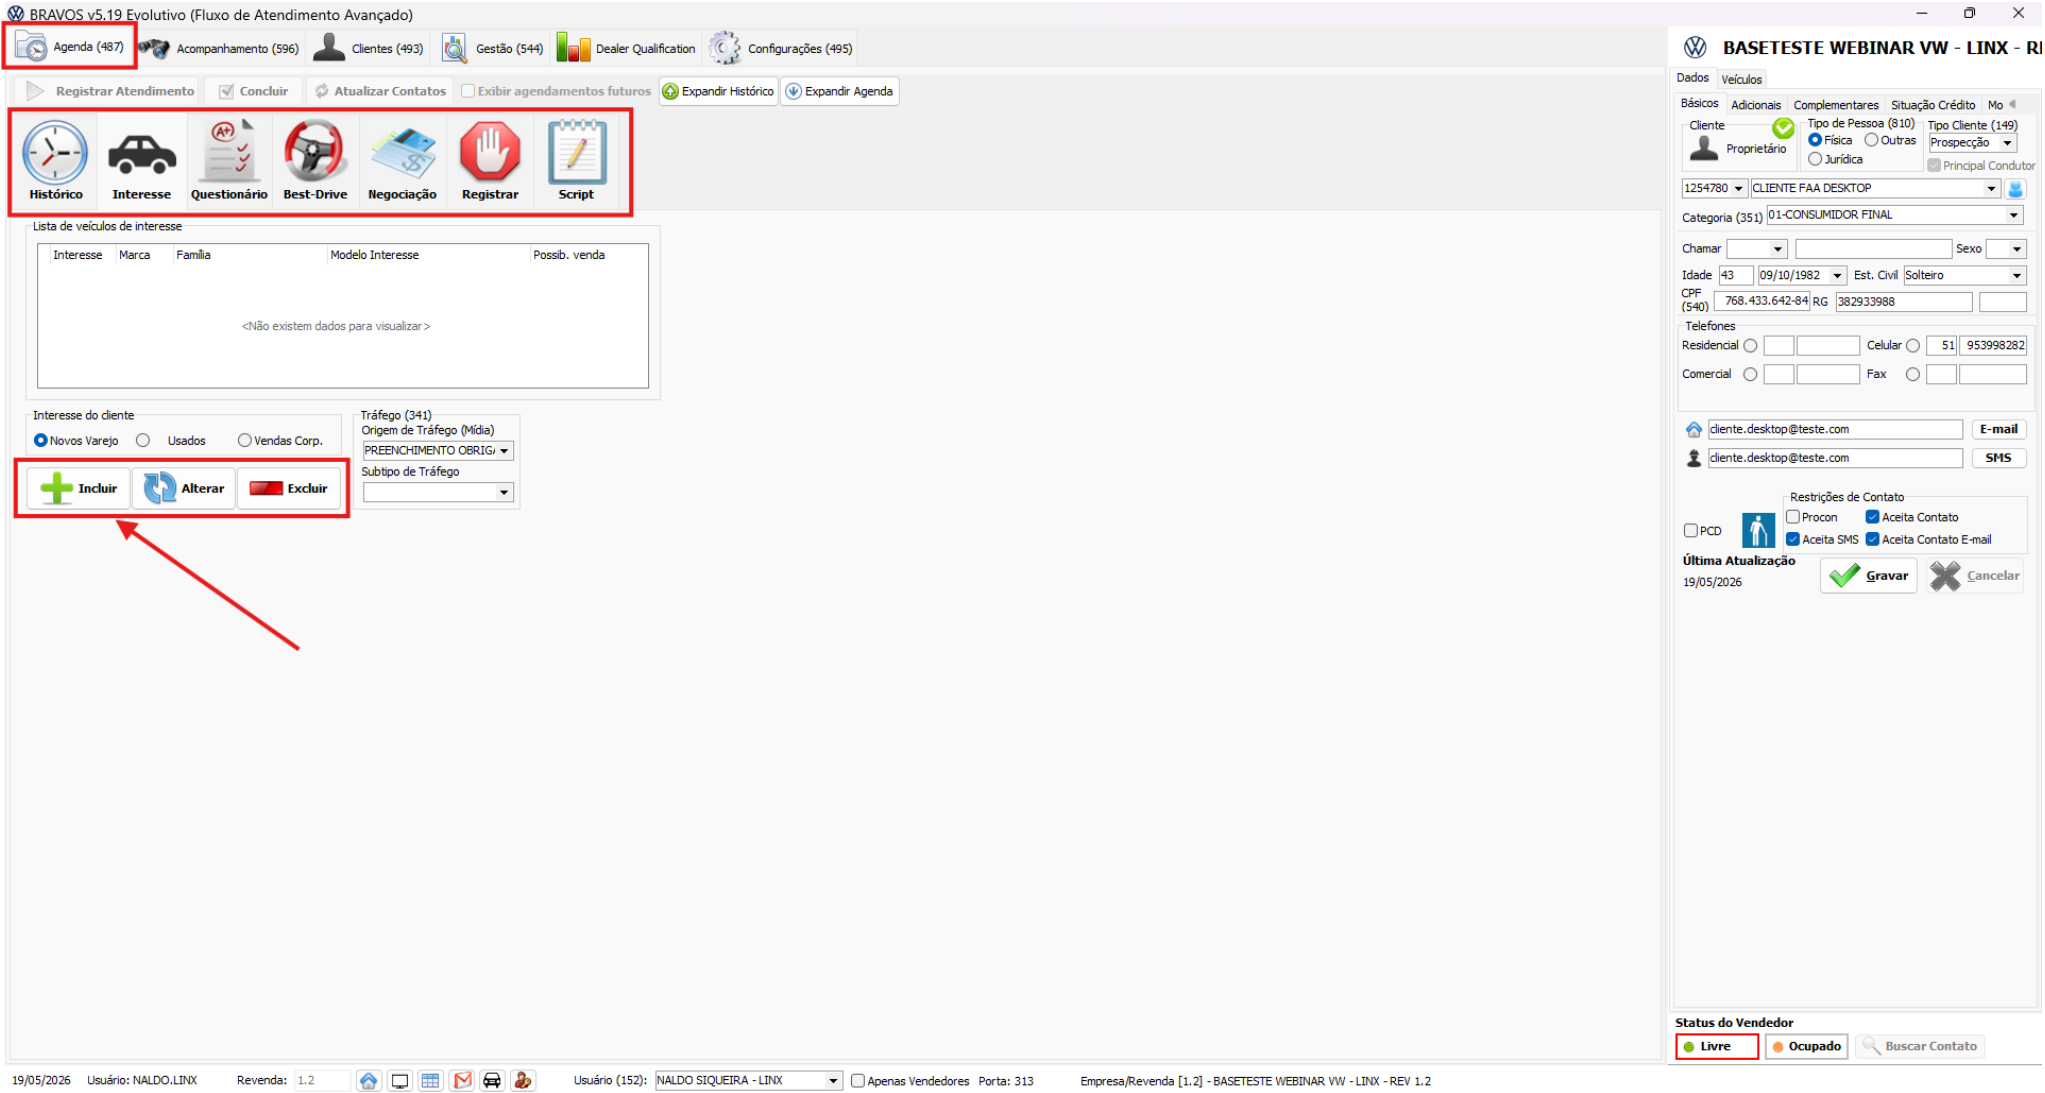 BRAVOS v5.19 Evolutivo (Fluxo de Atendimento Avançado)
Agenda (487) Acompanhamento (596) Clientes (493) Gestão (544) Dealer Qualification Configurações (495)
Registrar Atendimento Concluir Atualizar Contatos Exibir agendamentos futuros Expandir Histórico Expandir Agenda
Histórico Interesse Questionário Best-Drive Negociação Registrar Script
Lista de veículos de interesse
Interesse Marca Família Modelo Interesse Possib. venda
<Não existem dados para visualizar>
Interesse do cliente
Novos Varejo Usados Vendas Corp.
Tráfego (341)
Origem de Tráfego (Mídia)
PREENCHIMENTO OBRIG
Subtipo de Tráfego
Incluir Alterar Excluir
BASETESTE WEBINAR VW - LINX - RE
Dados Veículos
Básicos Adicionais Complementares Situação Crédito Mo
Cliente
Proprietário
Tipo de Pessoa (810)
Física Outras
Jurídica
Tipo Cliente (149)
Prospecção
Principal Condutor
1254780 CLIENTE FAA DESKTOP
Categoria (351) 01-CONSUMIDOR FINAL
Chamar Sexo
Idade 43 09/10/1982 Est. Civil Solteiro
CPF (540) 768.433.642-84 RG 382933988
Telefones
Residencial Celular 51 953998282
Comercial Fax
cliente.desktop@teste.com E-mail
cliente.desktop@teste.com SMS
Restrições de Contato
PCD Procon Aceita Contato
Aceita SMS Aceita Contato E-mail
Última Atualização
19/05/2026 Gravar Cancelar
Status do Vendedor
Livre Ocupado Buscar Contato
19/05/2026 Usuário: NALDO.LINX Revenda: 1.2 Usuário (152): NALDO SIQUEIRA - LINX Apenas Vendedores Porta: 313 Empresa/Revenda [1.2] - BASETESTE WEBINAR VW - LINX - REV 1.2